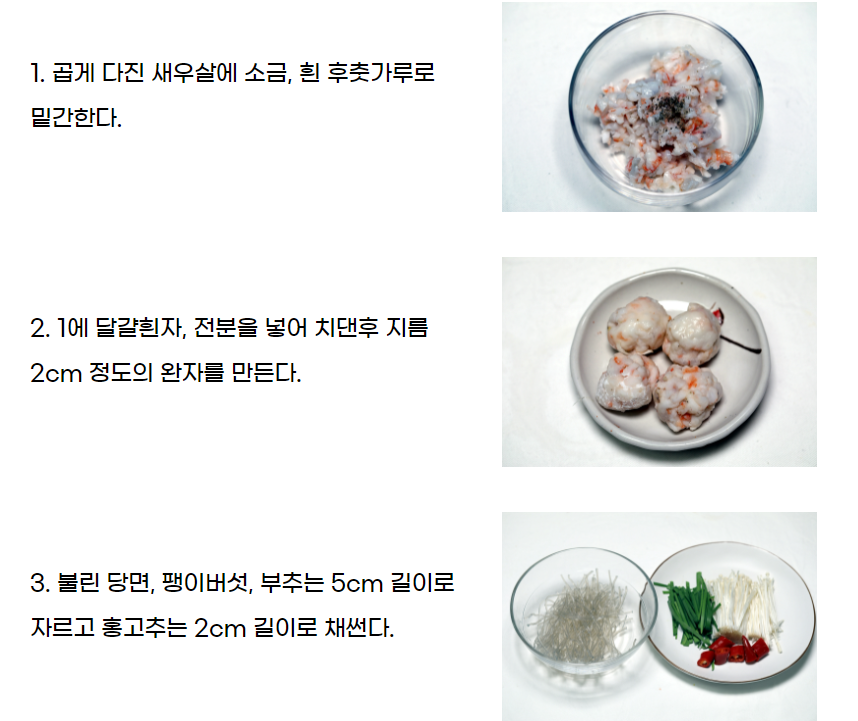 1. 곱게 다진 새우살에 소금, 흰 후춧가루로
밑간한다.
2. 1에 달걀흰자, 전분을 넣어 치댄후 지름
2cm 정도의 완자를 만든다.
3. 불린 당면, 팽이버섯, 부추는 5cm 길이로
자르고 홍고추는 2cm 길이로 채썬다.